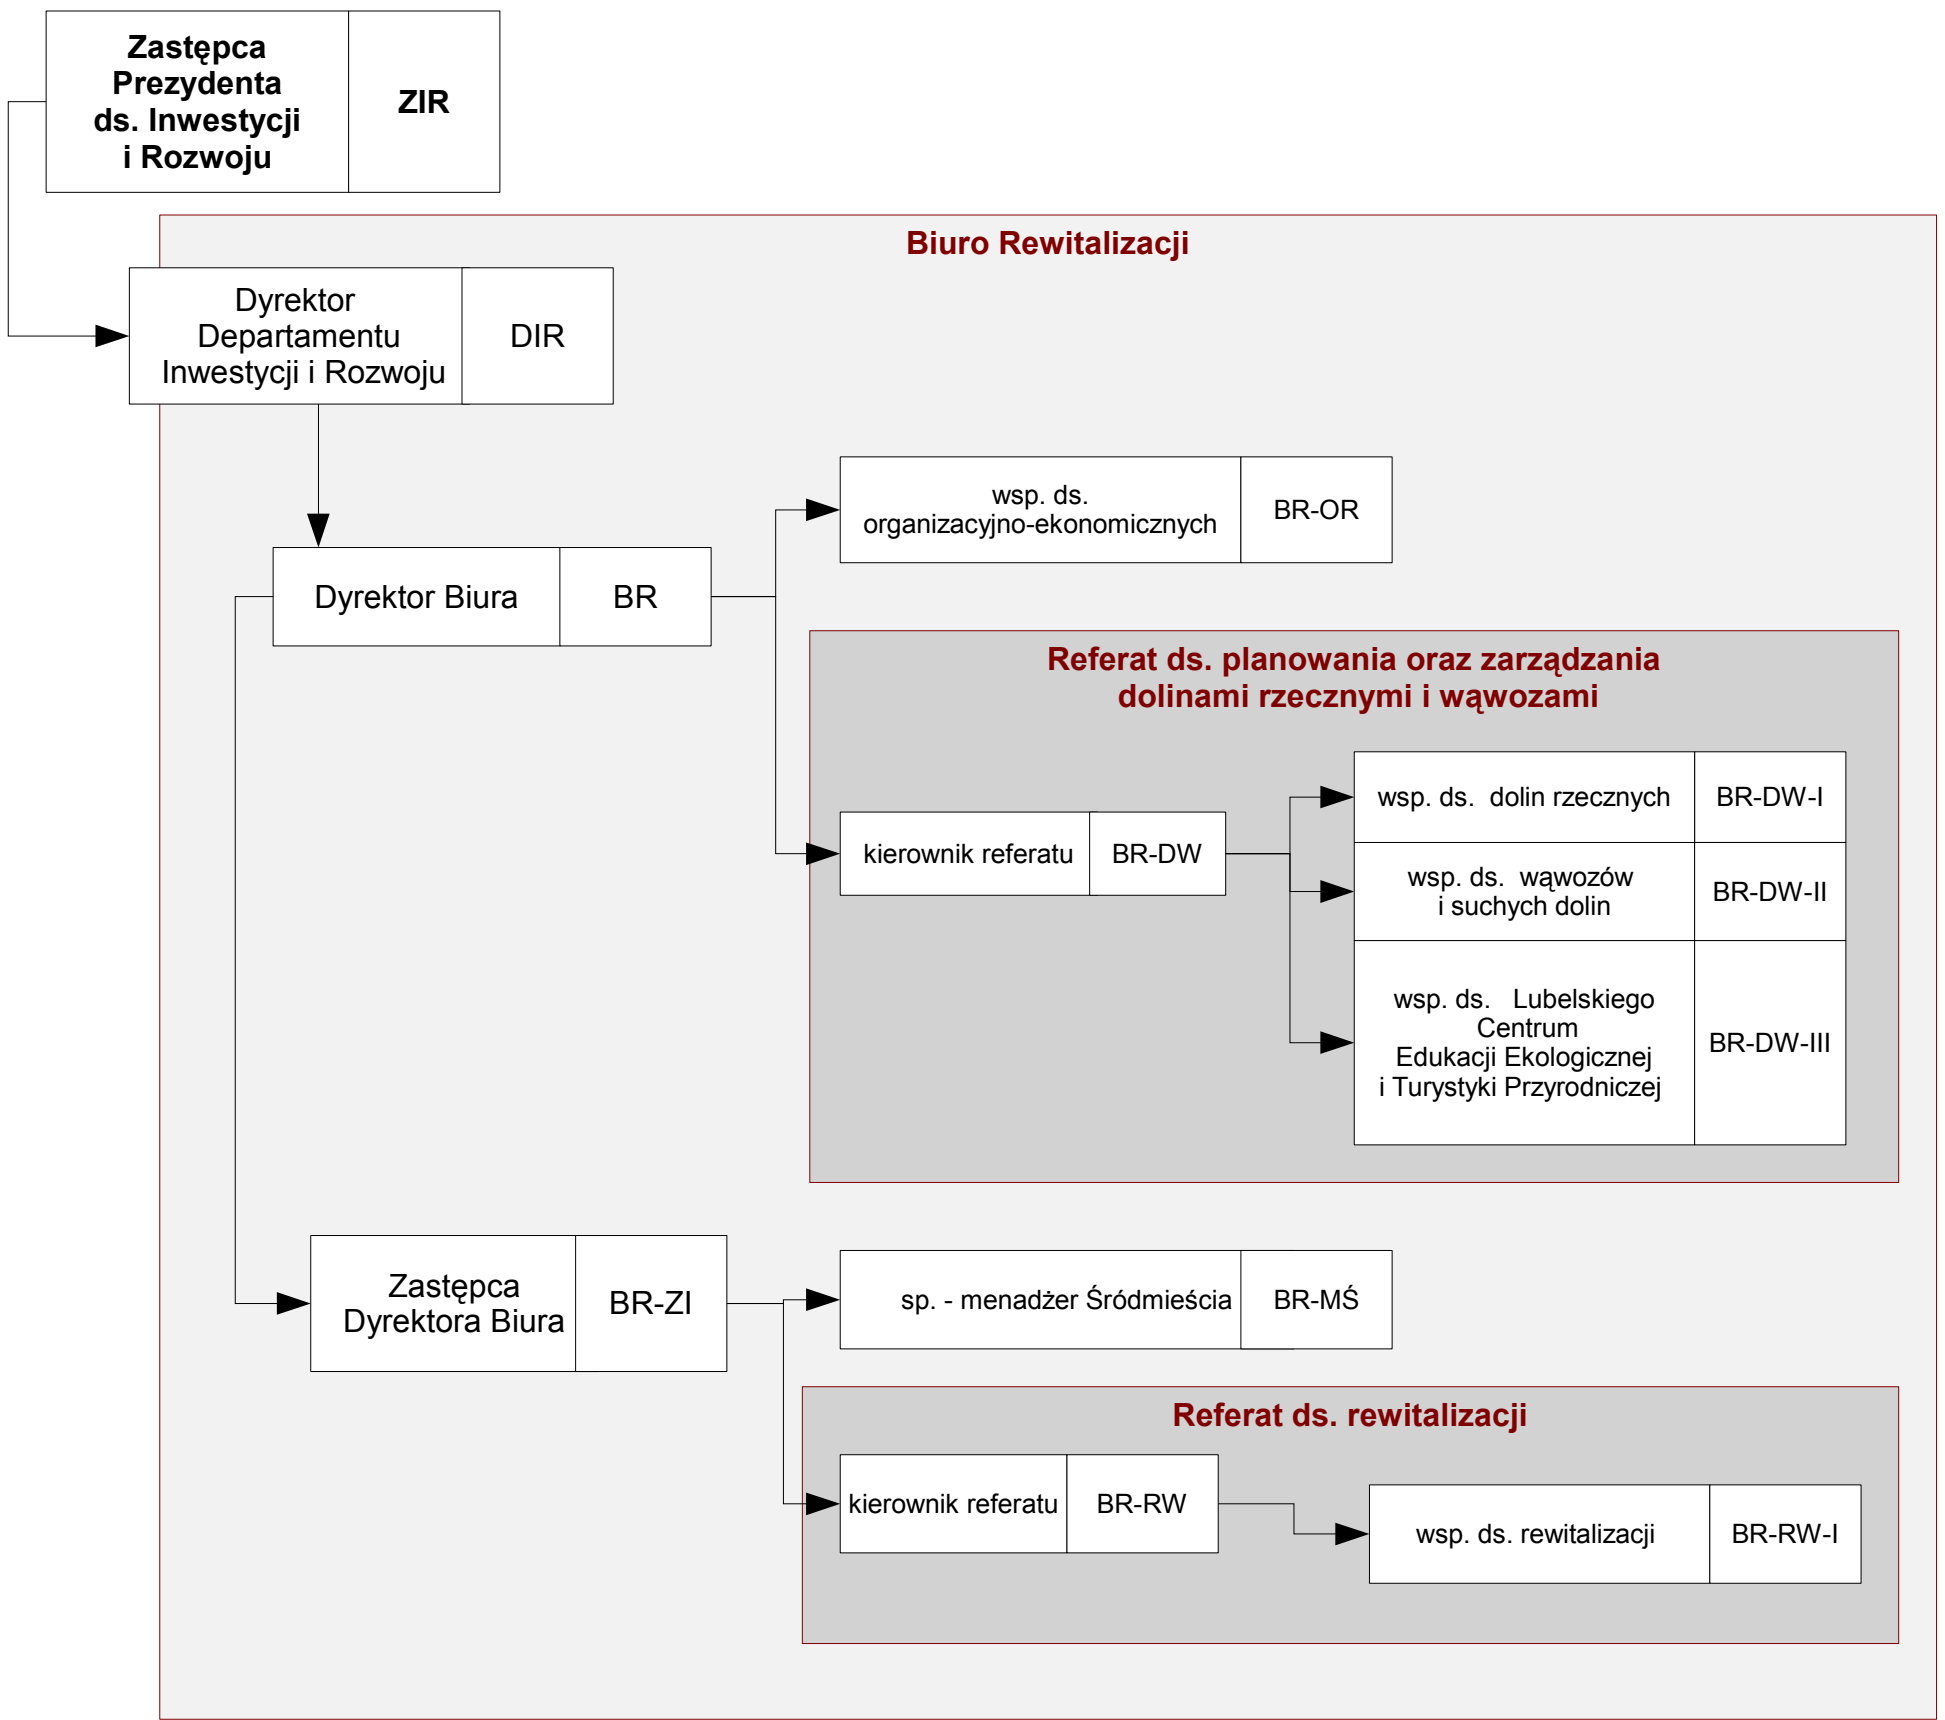 Zastępca
Prezydenta
ds. Inwestycji
i Rozwoju
ZIR
Biuro Rewitalizacji
Dyrektor
Departamentu
Inwestycji i Rozwoju
DIR
wsp. ds.
organizacyjno-ekonomicznych
BR-OR
Dyrektor Biura
BR
Referat ds. planowania oraz zarządzania
dolinami rzecznymi i wąwozami
kierownik referatu
BR-DW
wsp. ds. dolin rzecznych
BR-DW-I
wsp. ds. wąwozów
i suchych dolin
BR-DW-II
wsp. ds. Lubelskiego
Centrum
Edukacji Ekologicznej
i Turystyki Przyrodniczej
BR-DW-III
Zastępca
Dyrektora Biura
BR-ZI
sp. - menadżer Śródmieścia
BR-MŚ
Referat ds. rewitalizacji
kierownik referatu
BR-RW
wsp. ds. rewitalizacji
BR-RW-I